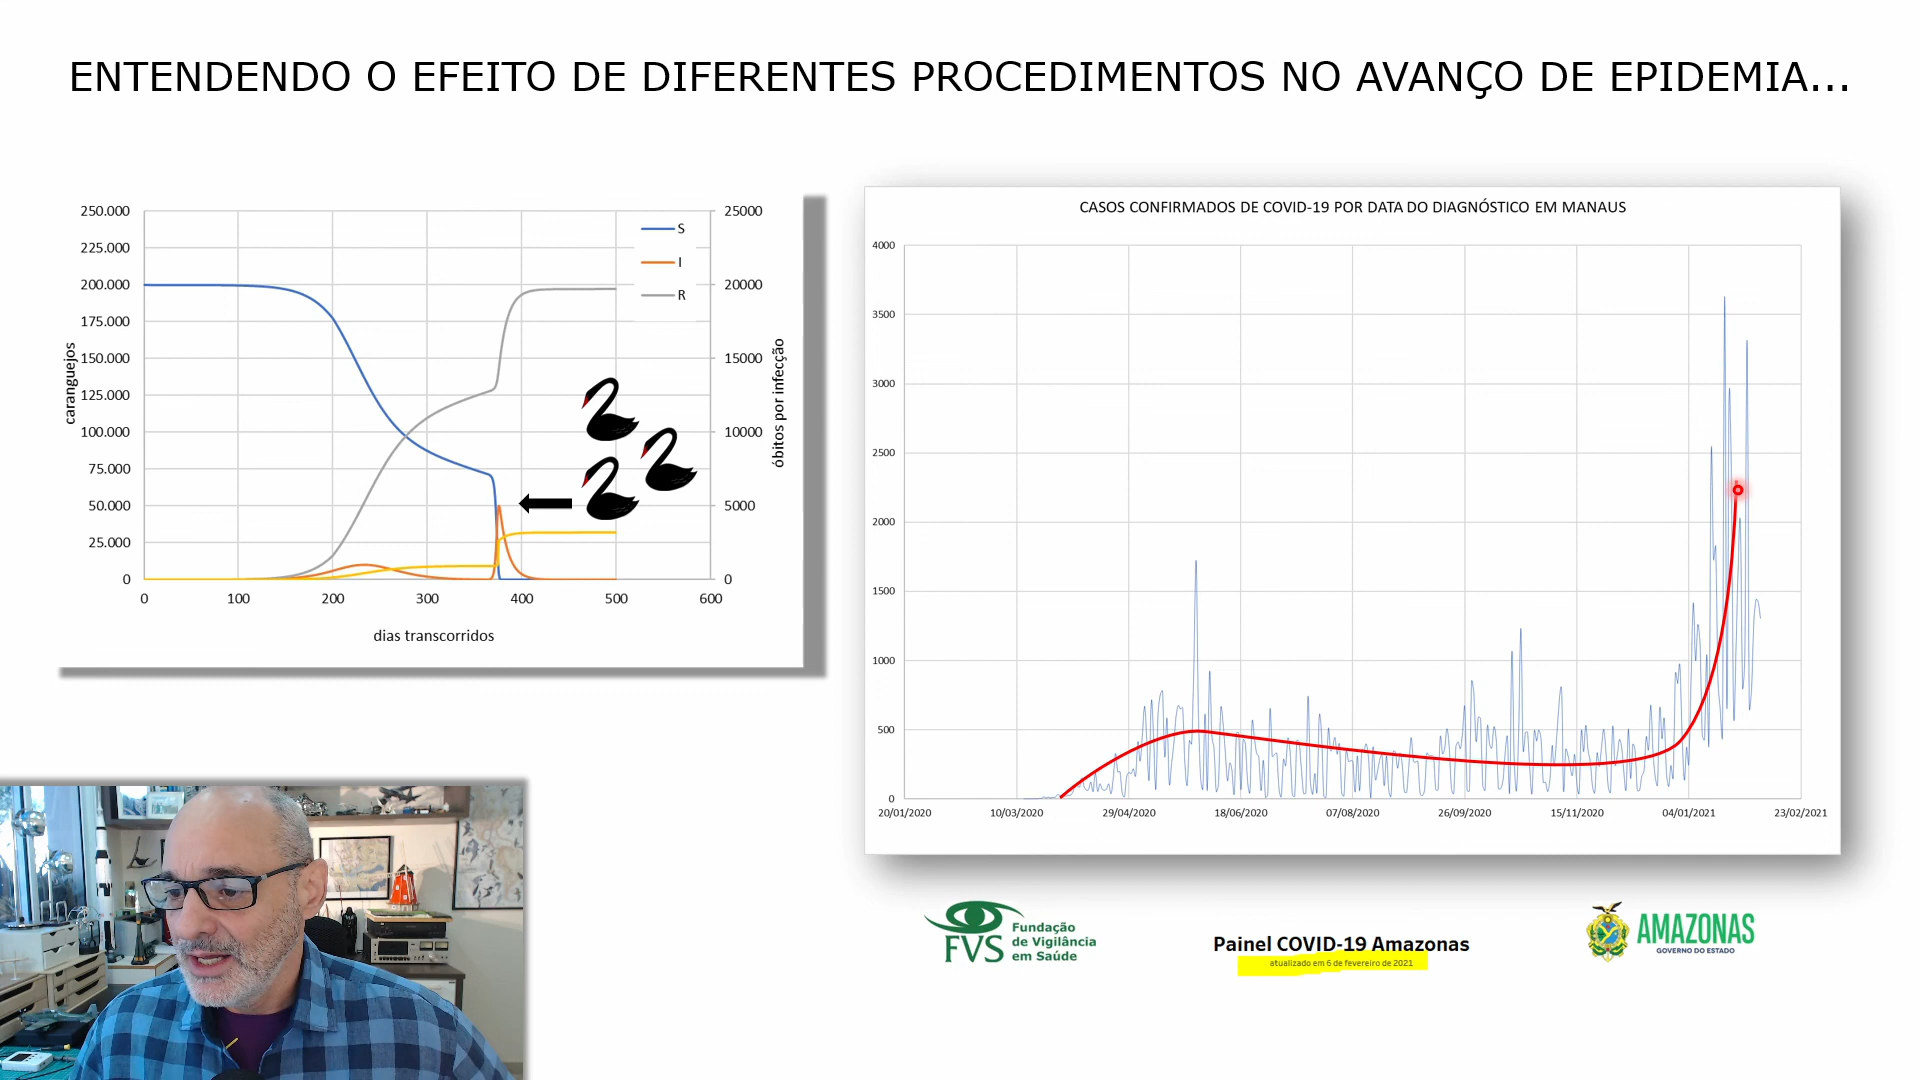 ENTENDENDO O EFEITO DE DIFERENTES PROCEDIMENTOS NO AVANÇO DE EPIDEMIA...
250.000
225.000
200.000
175.000
150.000
125.000
100.000
75.000
50.000
25.000
0
caranguejos
0
100
200
300
400
500
600
dias transcorridos
25000
20000
15000
10000
5000
0
óbitos por infecção
S
I
R
CASOS CONFIRMADOS DE COVID-19 POR DATA DO DIAGNÓSTICO EM MANAUS
4000
3500
3000
2500
2000
1500
1000
500
0
20/01/2020
10/03/2020
29/04/2020
18/06/2020
07/08/2020
26/09/2020
15/11/2020
04/01/2021
23/02/2021
FVS
Fundação
de Vigilância
em Saúde
Painel COVID-19 Amazonas
atualizado em 6 de fevereiro de 2021
AMAZONAS
GOVERNO DO ESTADO